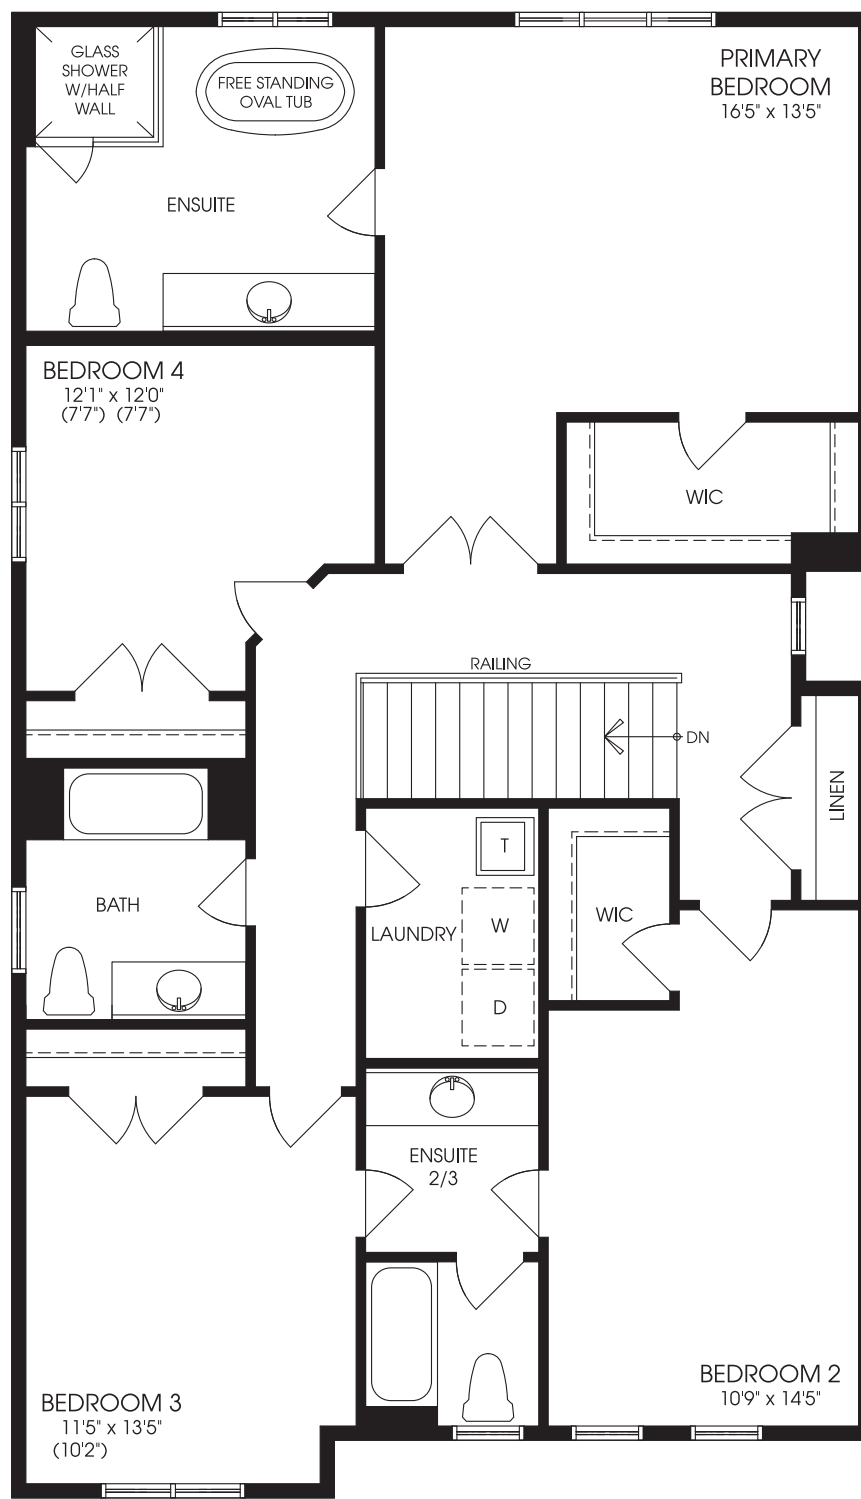 GLASS
SHOWER
W/HALF
WALL
FREE STANDING
OVAL TUB
PRIMARY
BEDROOM
16'5" x 13'5"
ENSUITE
BEDROOM 4
12'1" x 12'0"
(7'7") (7'7")
WIC
RAILING
DN
LINEN
T
BATH
WIC
W
LAUNDRY
D
ENSUITE
2/3
BEDROOM 2
10'9" x 14'5"
BEDROOM 3
11'5" x 13'5"
(10'2")